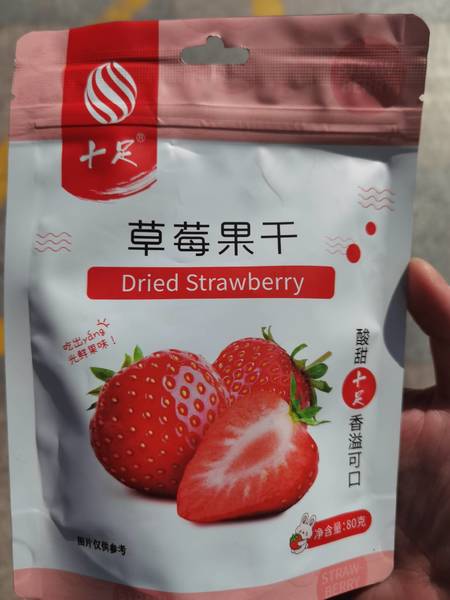 十足®
草莓果干
Dried Strawberry
吃出yáng
光鲜果味！
酸甜十足香溢可口
净含量:80克
图片仅供参考
STRAW-
BERRY